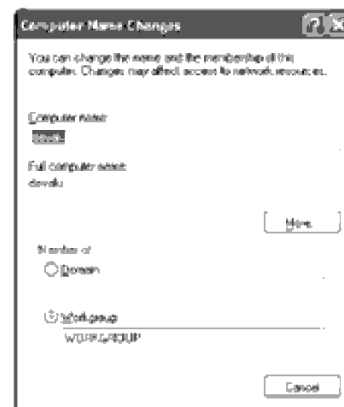 Computer Name Changes
You can change the name and the membership of this
computer. Changes may affect access to network resources.
Computer name:
Full computer name:
More...
Member of
Domain
Workgroup
WORKGROUP
Cancel